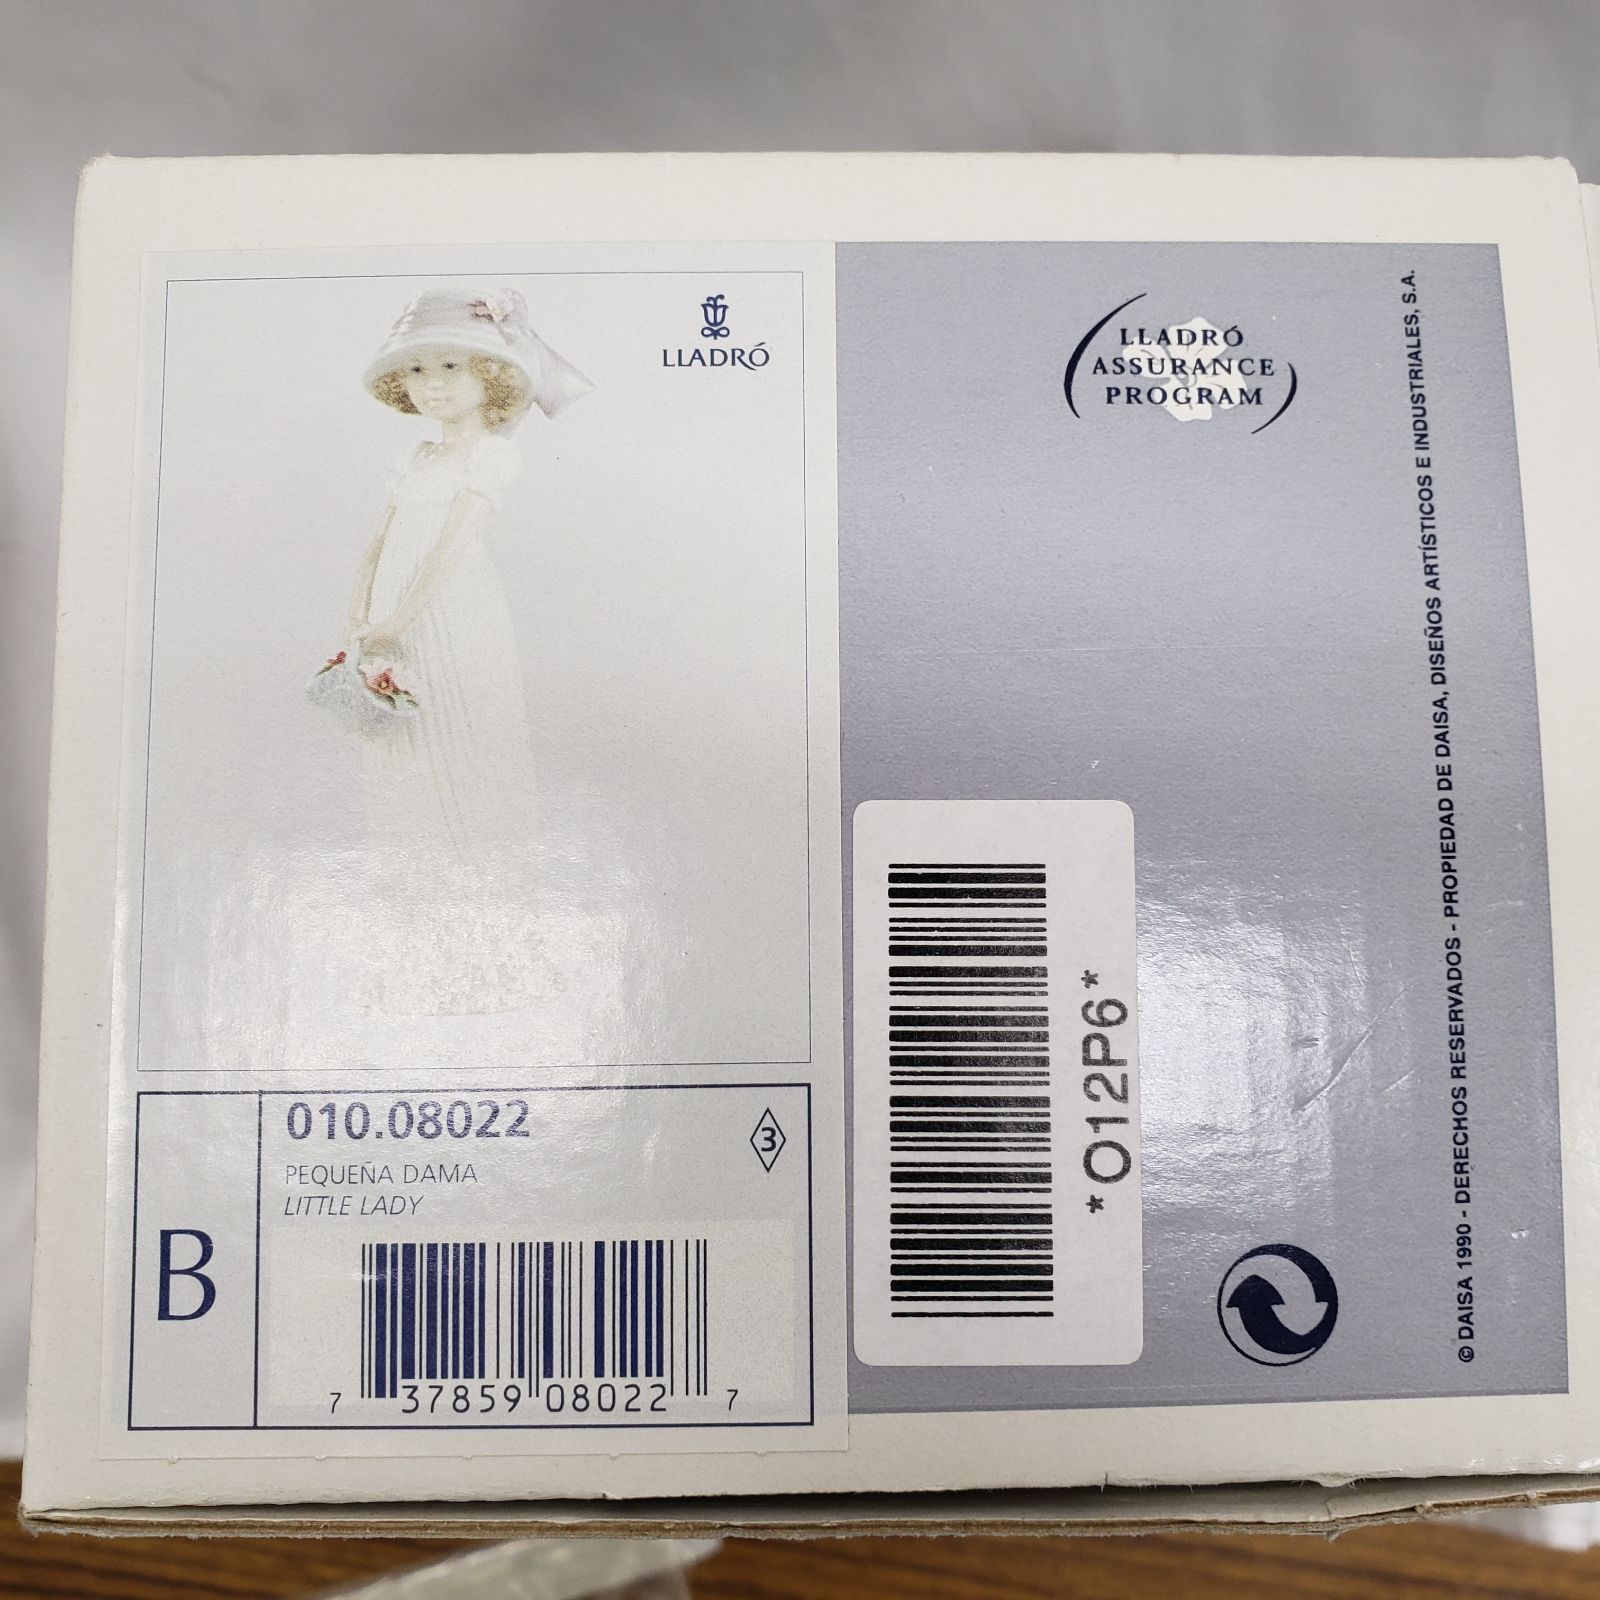 LLADRÓ
010.08022
3
PEQUEÑA DAMA
LITTLE LADY
B
7 37859 08022 7
LLADRÓ
ASSURANCE
PROGRAM
*O12P6*
© DAISA 1990 - DERECHOS RESERVADOS - PROPIEDAD DE DAISA, DISEÑOS ARTÍSTICOS E INDUSTRIALES, S.A.